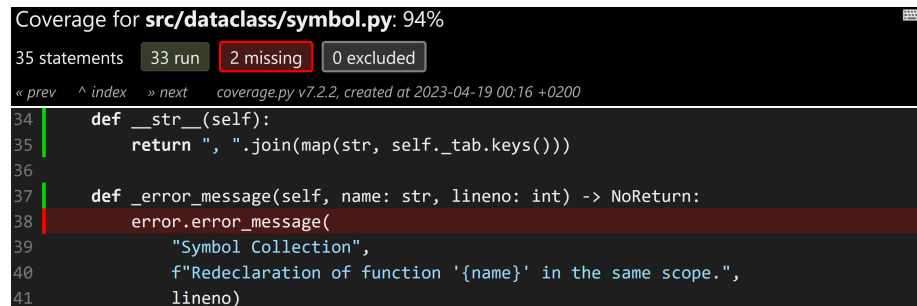 Coverage for src/dataclass/symbol.py: 94%
35 statements 33 run 2 missing 0 excluded
« prev ^ index » next coverage.py v7.2.2, created at 2023-04-19 00:16 +0200
34 def __str__(self):
35 return ", ".join(map(str, self._tab.keys()))
36
37 def _error_message(self, name: str, lineno: int) -> NoReturn:
38 error.error_message(
39 "Symbol Collection",
40 f"Redeclaration of function '{name}' in the same scope.",
41 lineno)